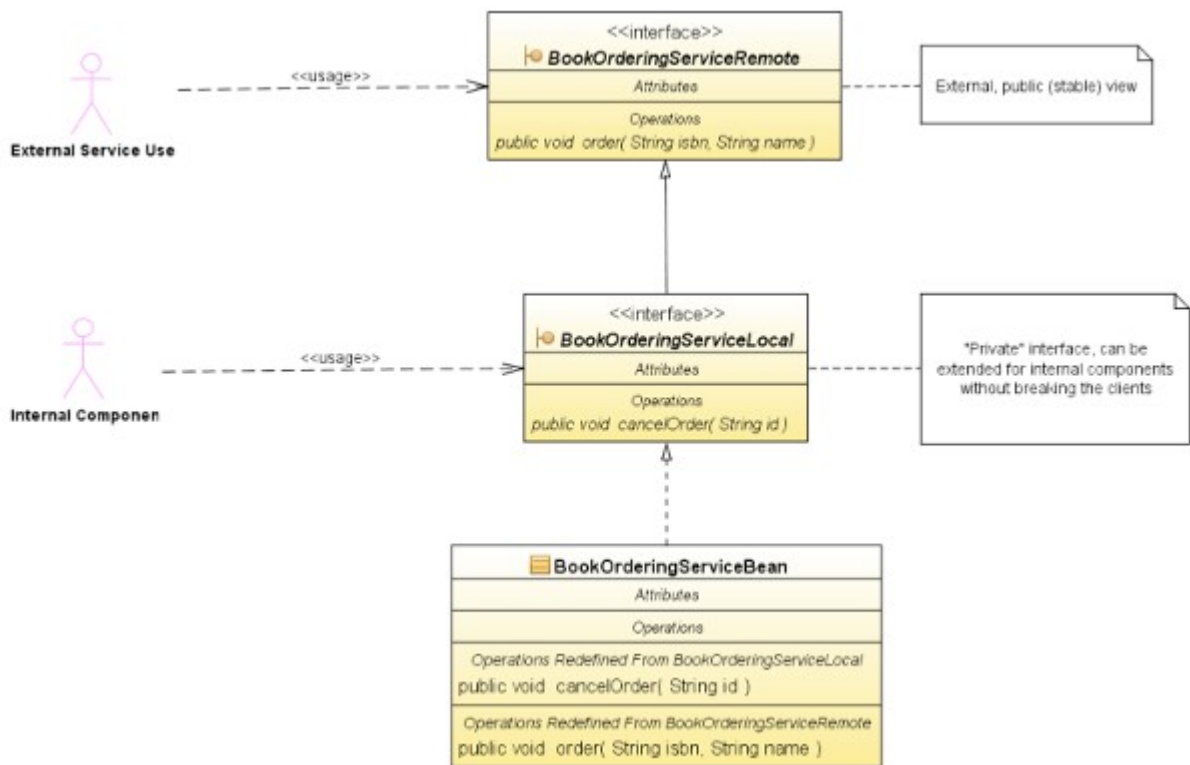 <<interface>>
BookOrderingServiceRemote
Attributes
Operations
public void order( String isbn, String name )
<<usage>>
External Service Use
External, public (stable) view
<<interface>>
BookOrderingServiceLocal
Attributes
Operations
public void cancelOrder( String id )
<<usage>>
Internal Componen
"Private" interface, can be
extended for internal components
without breaking the clients
BookOrderingServiceBean
Attributes
Operations
Operations Redefined From BookOrderingServiceLocal
public void cancelOrder( String id )
Operations Redefined From BookOrderingServiceRemote
public void order( String isbn, String name )